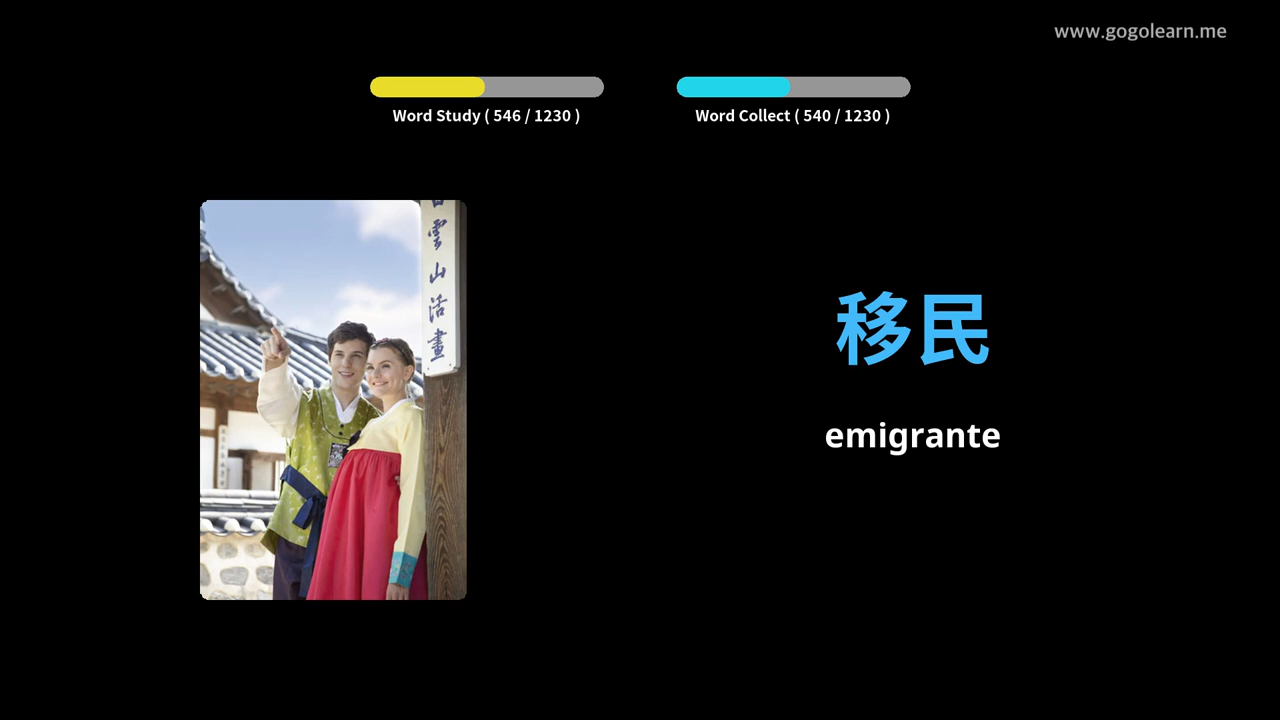 www.gogolearn.me
Word Study ( 546 / 1230 )
Word Collect ( 540 / 1230 )
雲山活畫
移民
emigrante